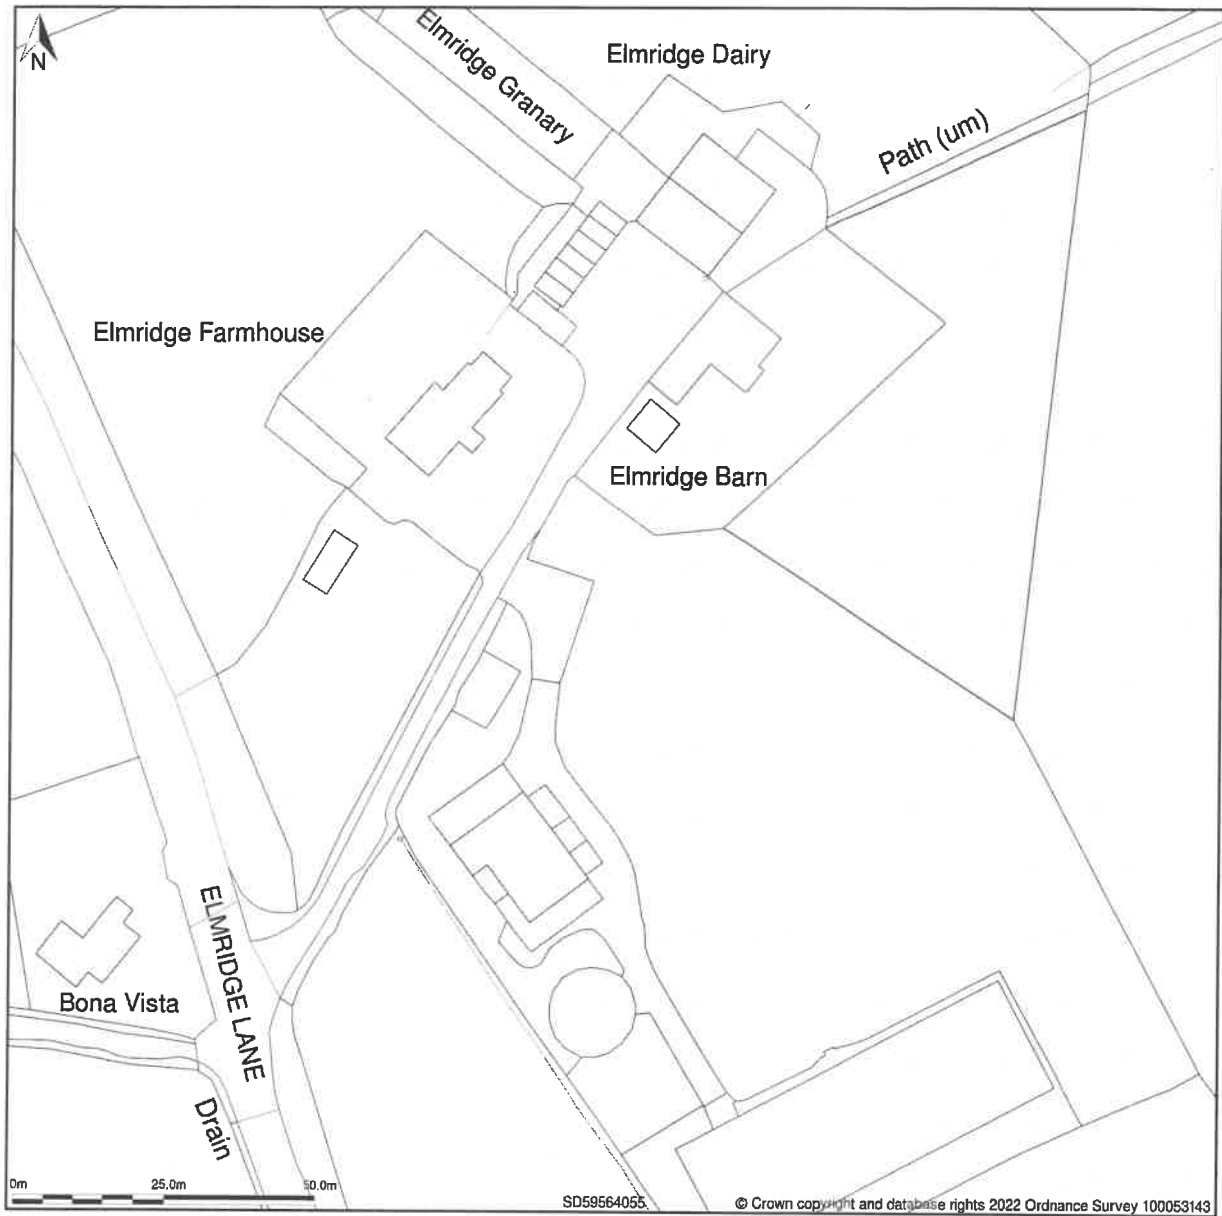 N
Elmridge Granary
Elmridge Dairy
Path (um)
Elmridge Farmhouse
Elmridge Barn
ELMRIDGE LANE
Bona Vista
Drain
0m 25.0m 50.0m
SD59564055
© Crown copyright and database rights 2022 Ordnance Survey 100053143